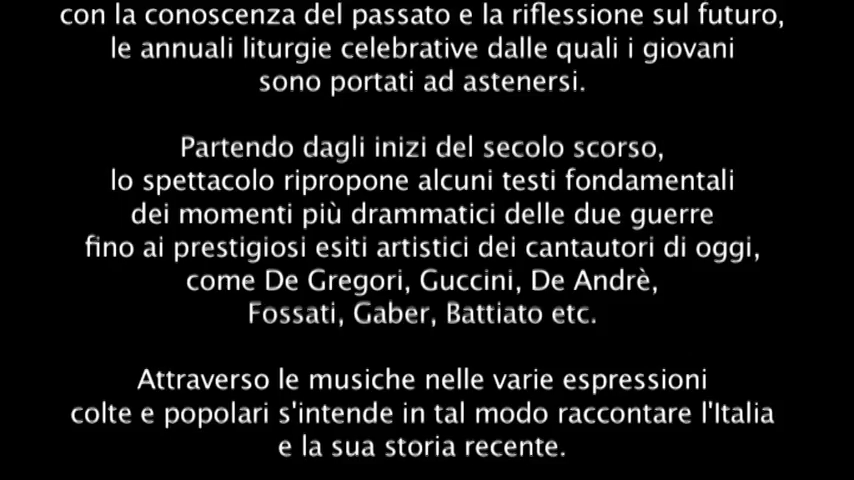 con la conoscenza del passato e la riflessione sul futuro,
le annuali liturgie celebrative dalle quali i giovani
sono portati ad astenersi.
Partendo dagli inizi del secolo scorso,
lo spettacolo ripropone alcuni testi fondamentali
dei momenti più drammatici delle due guerre
fino ai prestigiosi esiti artistici dei cantautori di oggi,
come De Gregori, Guccini, De Andrè,
Fossati, Gaber, Battiato etc.
Attraverso le musiche nelle varie espressioni
colte e popolari s'intende in tal modo raccontare l'Italia
e la sua storia recente.